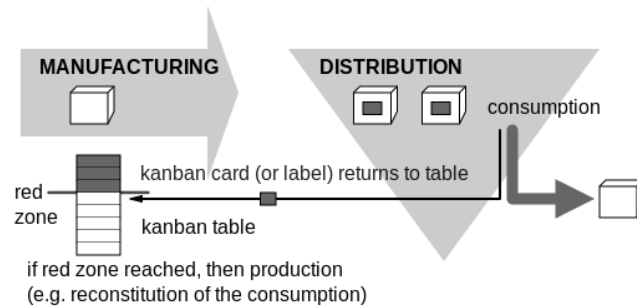 MANUFACTURING
DISTRIBUTION
consumption
kanban card (or label) returns to table
red
zone
kanban table
if red zone reached, then production
(e.g. reconstitution of the consumption)